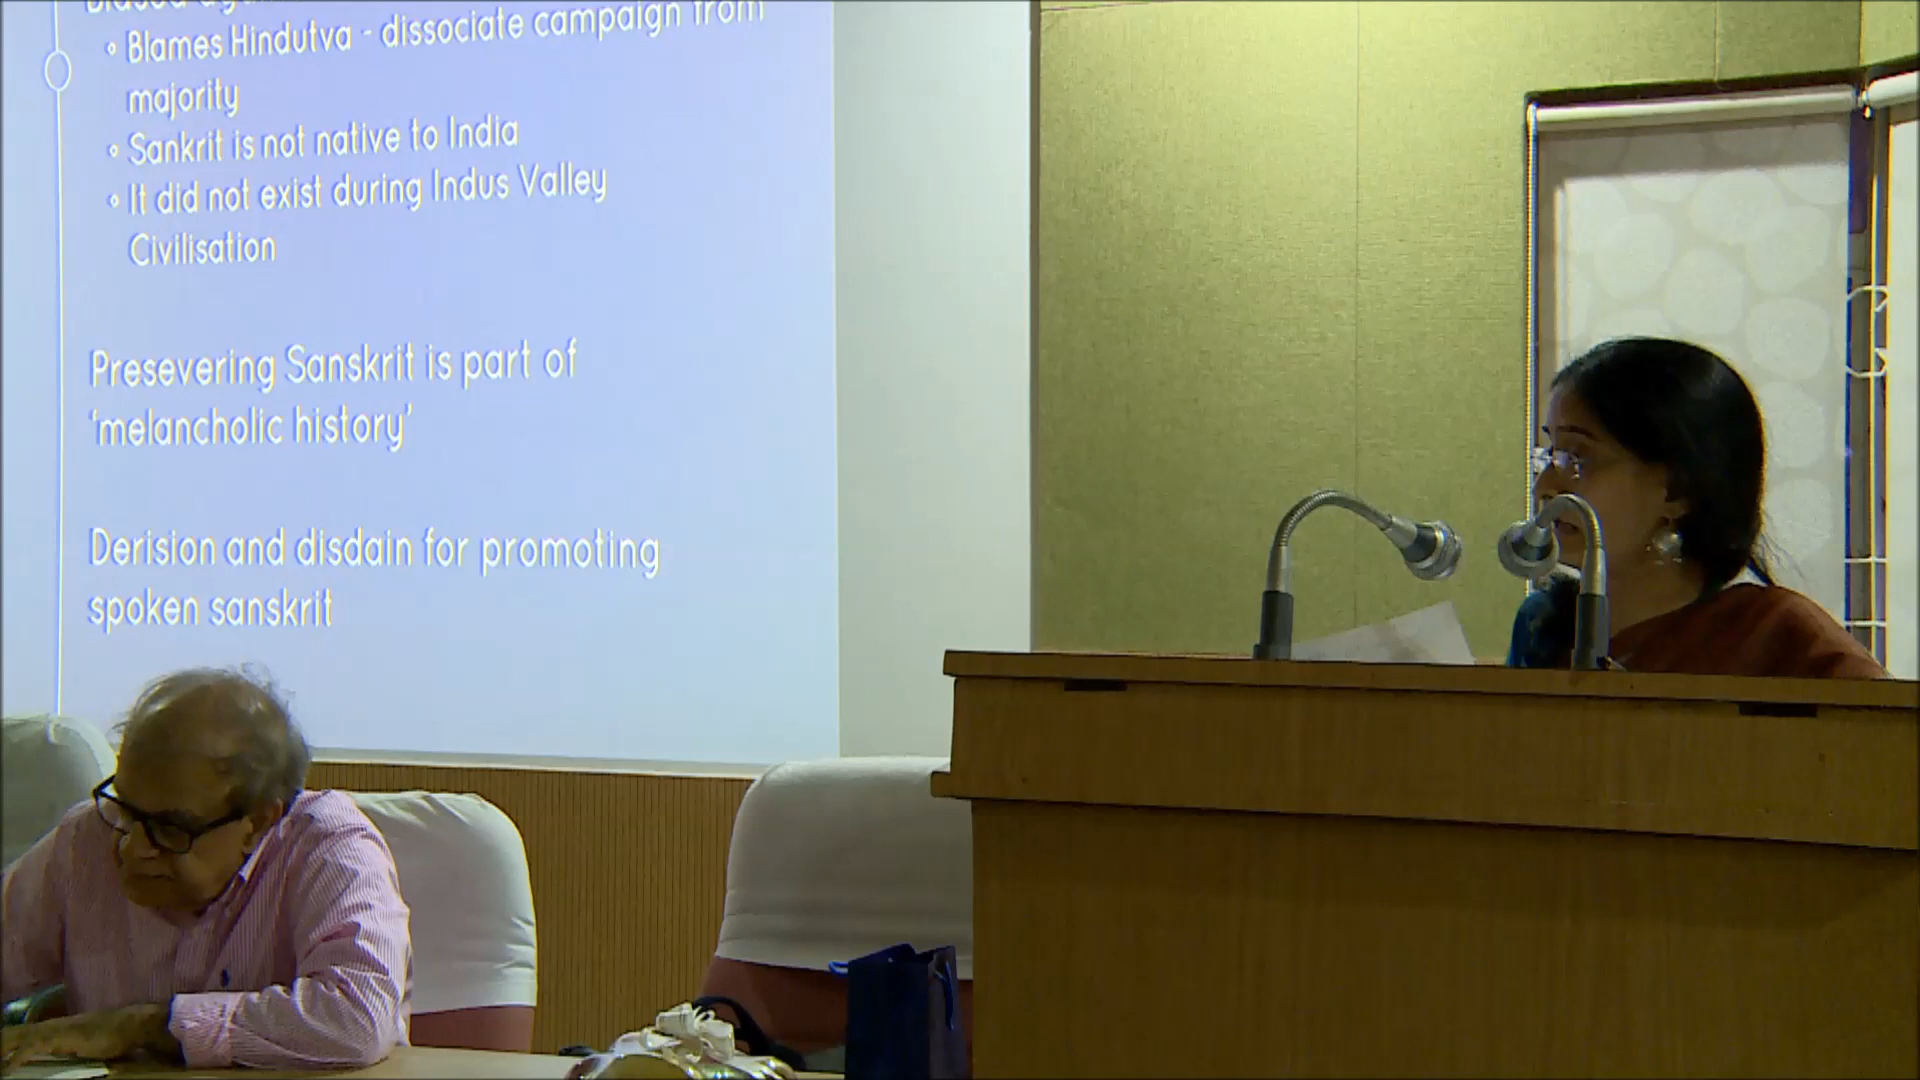 Biased
◦ Blames Hindutva - dissociate campaign from
majority
◦ Sankrit is not native to India
◦ It did not exist during Indus Valley
Civilisation
Presevering Sanskrit is part of
‘melancholic history’
Derision and disdain for promoting
spoken sanskrit